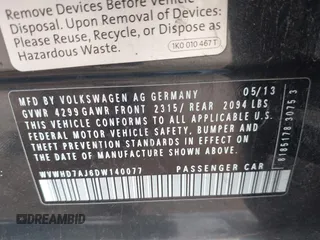 Remove Devices Before Vehicle
Disposal. Upon Removal of Devices,
Please Reuse, Recycle, or Dispose as
Hazardous Waste.
1K0 010 467 T
MFD. BY VOLKSWAGEN AG GERMANY 05/13
GVWR 4299 GAWR FRONT 2315/ REAR 2094 LBS
THIS VEHICLE CONFORMS TO ALL APPLICABLE
FEDERAL MOTOR VEHICLE SAFETY, BUMPER AND
THEFT PREVENTION STANDARDS IN EFFECT ON
THE DATE OF MANUFACTURE SHOWN ABOVE.
WVWHD7AJ6DW140077 PASSENGER CAR
8185178 3075 3
DREAMBID